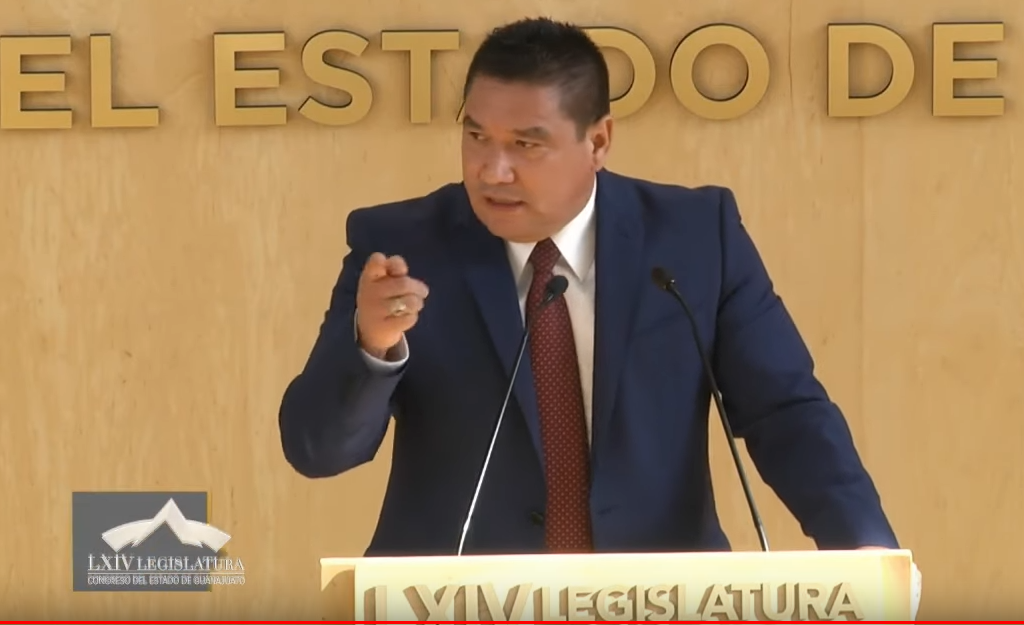 EL ESTADO DE
LXIV LEGISLATURA
CONGRESO DEL ESTADO DE GUANAJUATO
LXIV LEGISLATURA